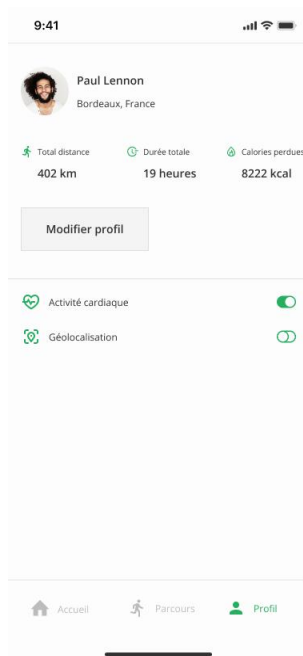 9:41
Paul Lennon
Bordeaux, France
Total distance Durée totale Calories perdues
402 km 19 heures 8222 kcal
Modifier profil
Activité cardiaque
Géolocalisation
Accueil Parcours Profil